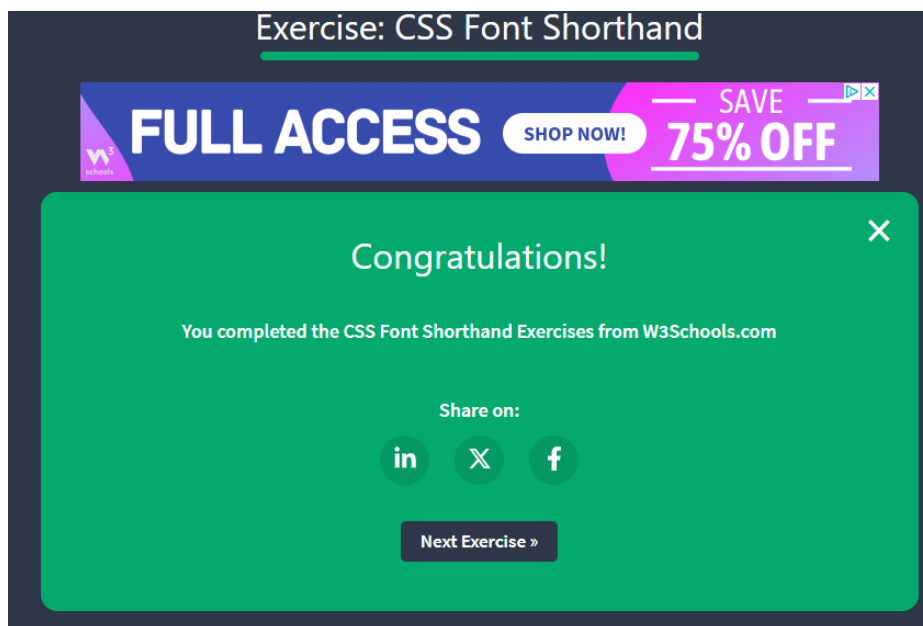 Exercise: CSS Font Shorthand
w3
schools
FULL ACCESS
SHOP NOW!
SAVE
75% OFF
Congratulations!
You completed the CSS Font Shorthand Exercises from W3Schools.com
Share on:
in
X
f
Next Exercise »